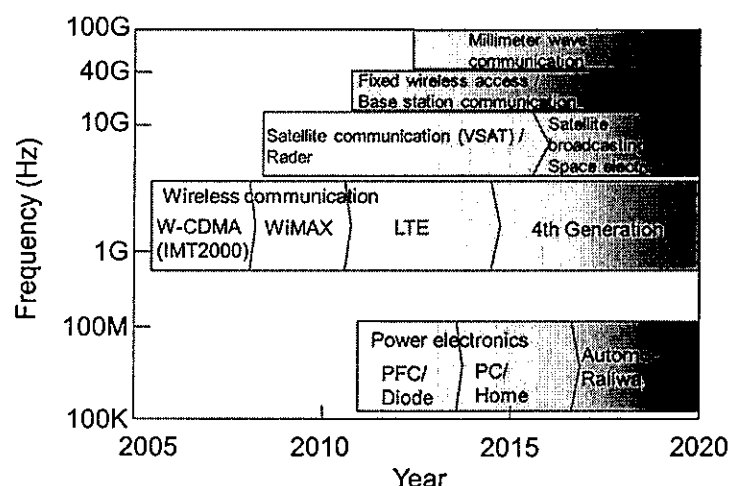 100G
Millimeter wave
communication
40G
Fixed wireless access /
Base station communication
10G
Satellite communication (VSAT) /
Rader
Satellite
broadcasting
Space
Frequency (Hz)
Wireless communication
W-CDMA
(IMT2000)
WiMAX
LTE
4th Generation
1G
100M
Power electronics
PFC/
Diode
PC/
Home
100K
2005
2010
2015
2020
Year